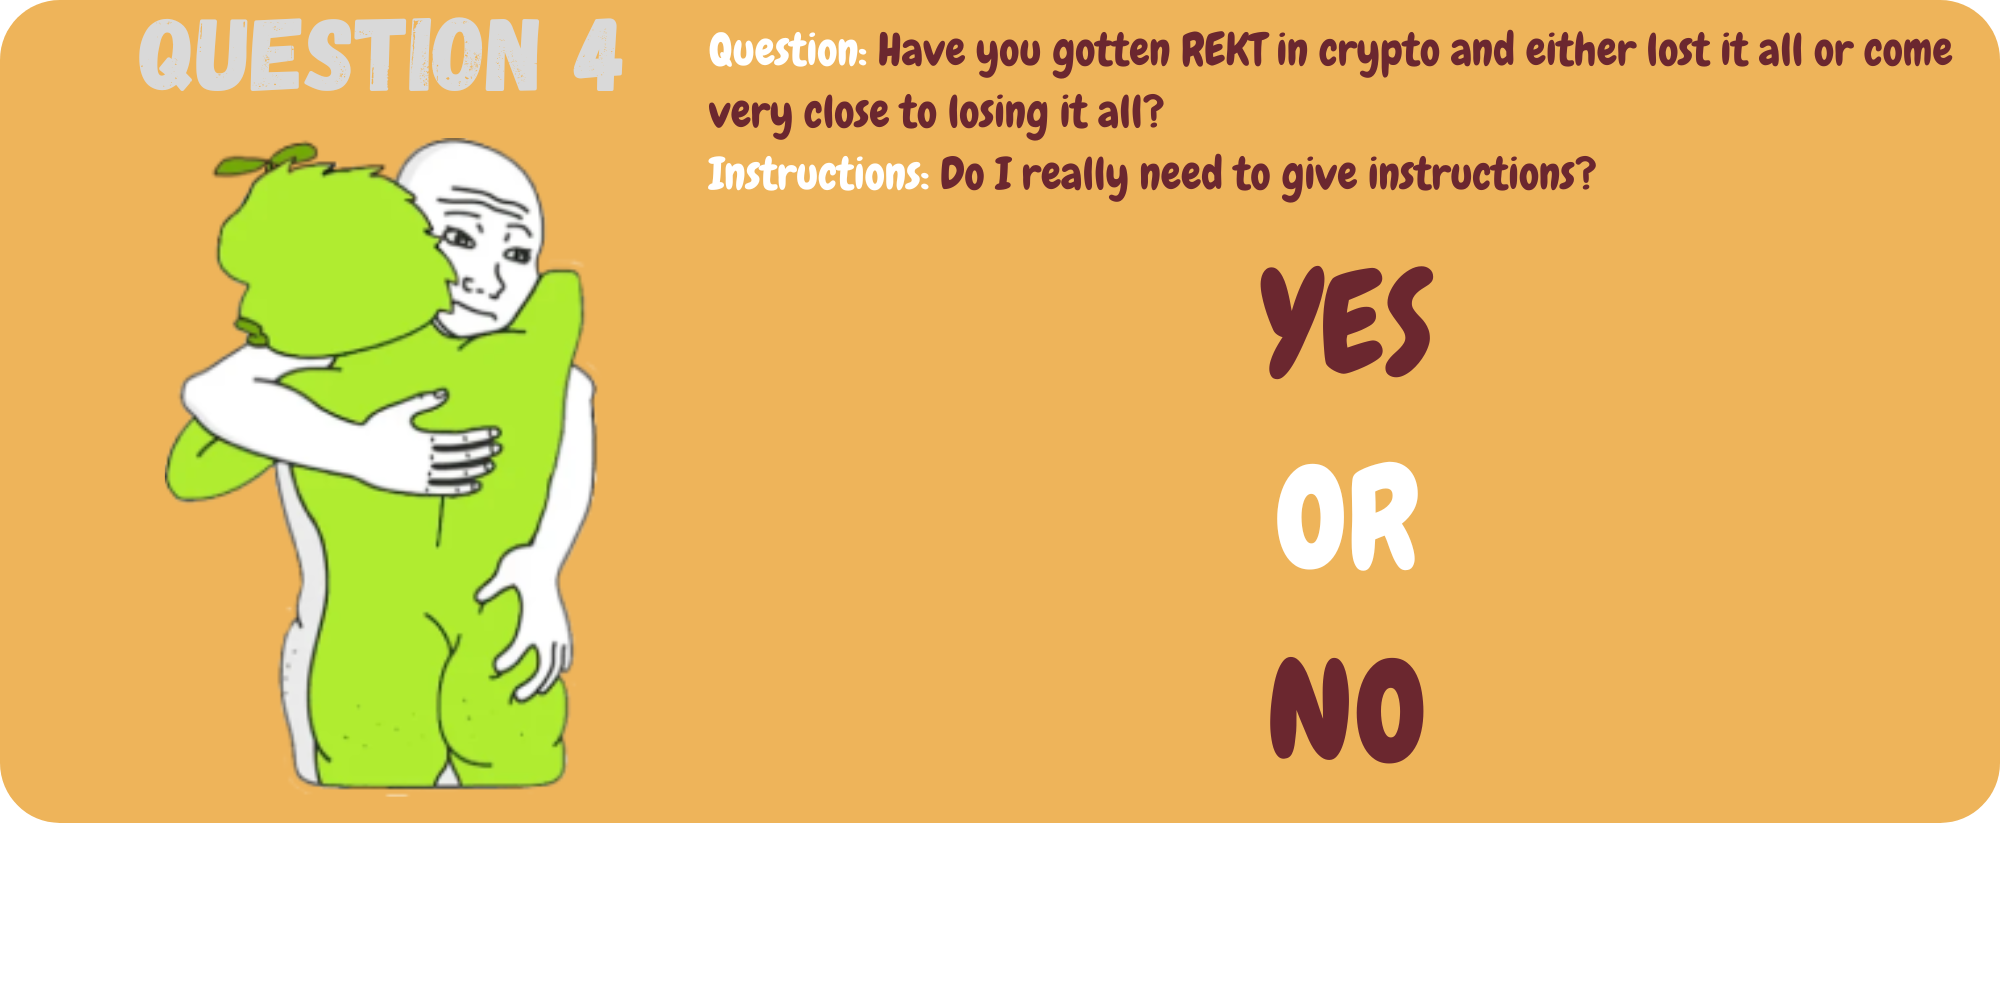 QUESTION 4
Question: Have you gotten REKT in crypto and either lost it all or come
very close to losing it all?
Instructions: Do I really need to give instructions?
YES
OR
NO